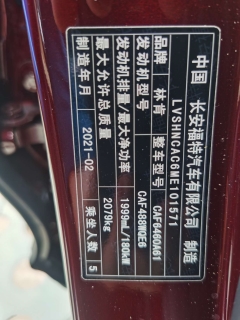 中国 长安福特汽车有限公司 制造
LVSHNCAC6ME101571
品牌 林肯 整车型号 CAF6460A61
发动机型号 CAF488WQE6
发动机排量/最大净功率 1999mL/180kW
最大允许总质量 2079kg
制造年月 2021-02 乘坐人数 5